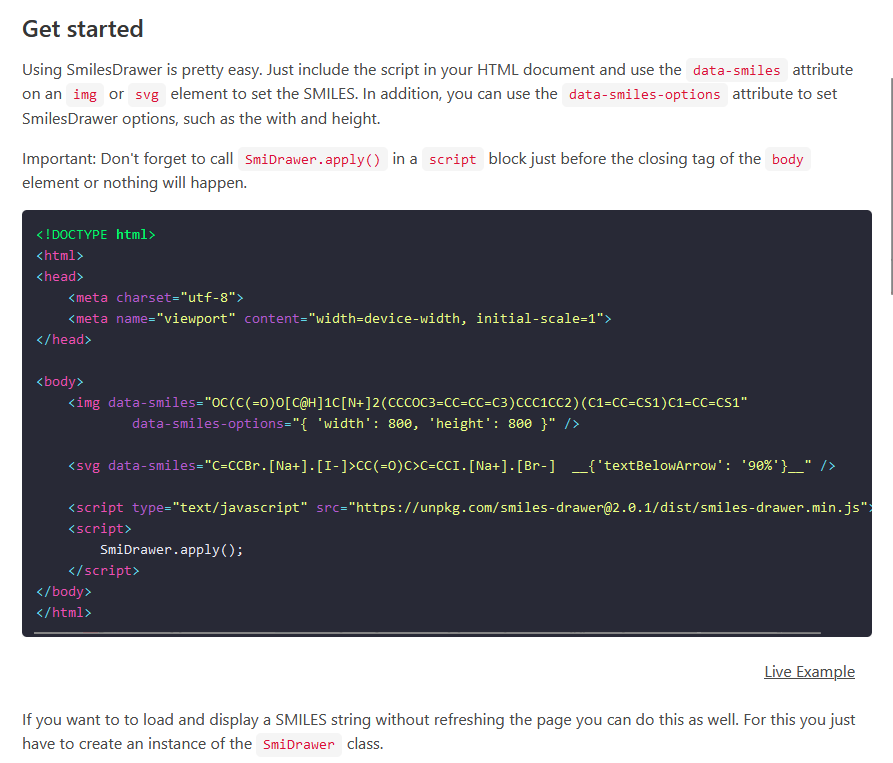 Get started
Using SmilesDrawer is pretty easy. Just include the script in your HTML document and use the data-smiles attribute
on an img or svg element to set the SMILES. In addition, you can use the data-smiles-options attribute to set
SmilesDrawer options, such as the with and height.
Important: Don't forget to call SmiDrawer.apply() in a script block just before the closing tag of the body
element or nothing will happen.
<!DOCTYPE html>
<html>
<head>
    <meta charset="utf-8">
    <meta name="viewport" content="width=device-width, initial-scale=1">
</head>
<body>
    <img data-smiles="OC(C(=O)O[C@H]1C[N+]2(CCCOC3=CC=CC=C3)CCC1CC2)(C1=CC=CS1)C1=CC=CS1"
            data-smiles-options="{ 'width': 800, 'height': 800 }" />
    <svg data-smiles="C=CCBr.[Na+].[I-]>CC(=O)C>C=CCI.[Na+].[Br-]  __{'textBelowArrow': '90%'}__" />
    <script type="text/javascript" src="https://unpkg.com/smiles-drawer@2.0.1/dist/smiles-drawer.min.js">
    <script>
        SmiDrawer.apply();
    </script>
</body>
</html>
Live Example
If you want to to load and display a SMILES string without refreshing the page you can do this as well. For this you just
have to create an instance of the SmiDrawer class.